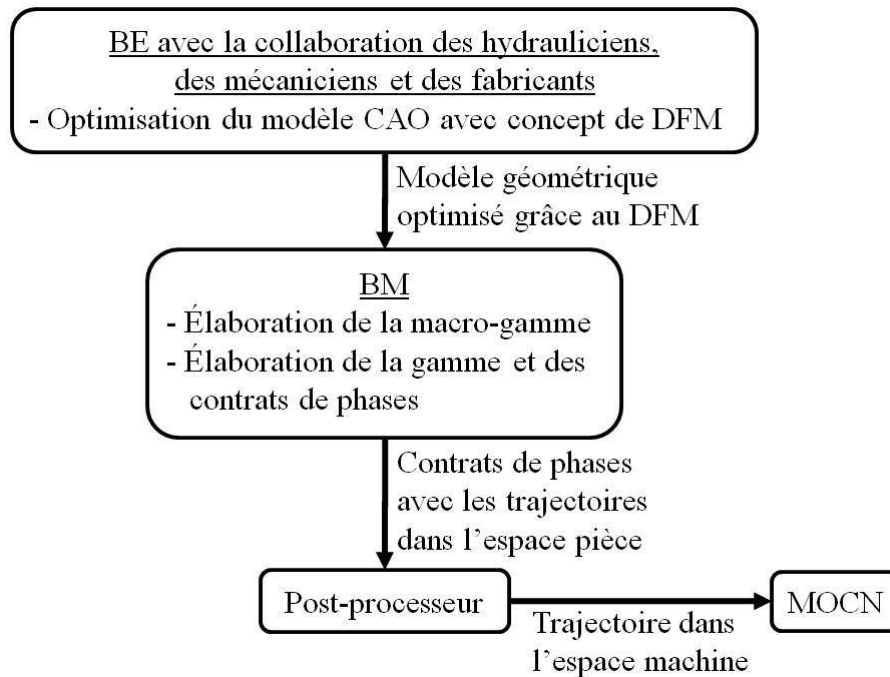 BE avec la collaboration des hydrauliciens,
des mécaniciens et des fabricants
- Optimisation du modèle CAO avec concept de DFM
Modèle géométrique
optimisé grâce au DFM
BM
- Élaboration de la macro-gamme
- Élaboration de la gamme et des
contrats de phases
Contrats de phases
avec les trajectoires
dans l'espace pièce
Post-processeur
MOCN
Trajectoire dans
l'espace machine